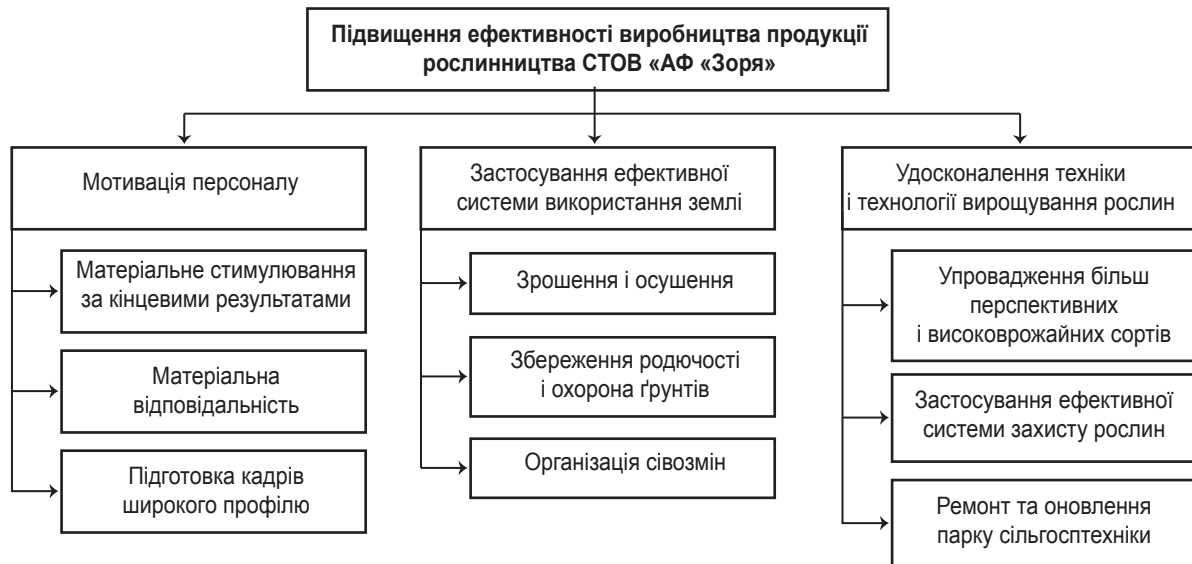 Підвищення ефективності виробництва продукції
рослинництва СТОВ «АФ «Зоря»
Мотивація персоналу
Матеріальне стимулювання
за кінцевими результатами
Матеріальна
відповідальність
Підготовка кадрів
широкого профілю
Застосування ефективної
системи використання землі
Зрошення і осушення
Збереження родючості
і охорона ґрунтів
Організація сівозмін
Удосконалення техніки
і технології вирощування рослин
Упровадження більш
перспективних
і високоврожайних сортів
Застосування ефективної
системи захисту рослин
Ремонт та оновлення
парку сільгосптехніки